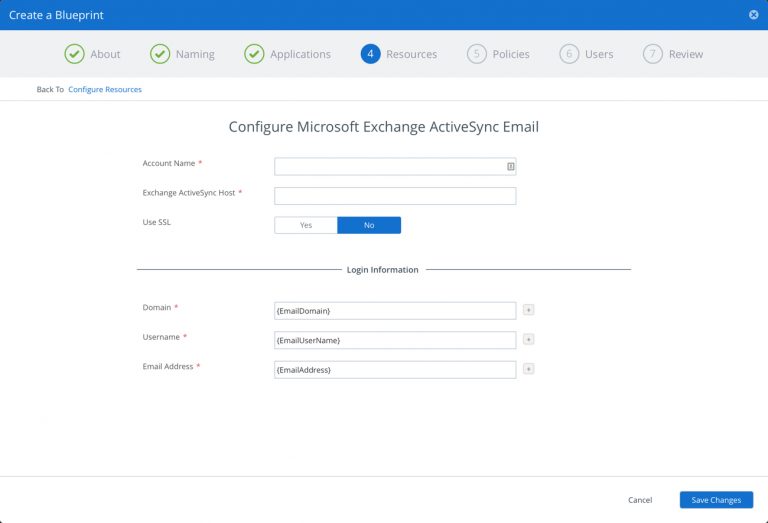 Create a Blueprint
About
Naming
Applications
4 Resources
5 Policies
6 Users
7 Review
Back To Configure Resources
Configure Microsoft Exchange ActiveSync Email
Account Name *
Exchange ActiveSync Host *
Use SSL Yes No
Login Information
Domain * {EmailDomain} +
Username * {EmailUserName} +
Email Address * {EmailAddress} +
Cancel Save Changes